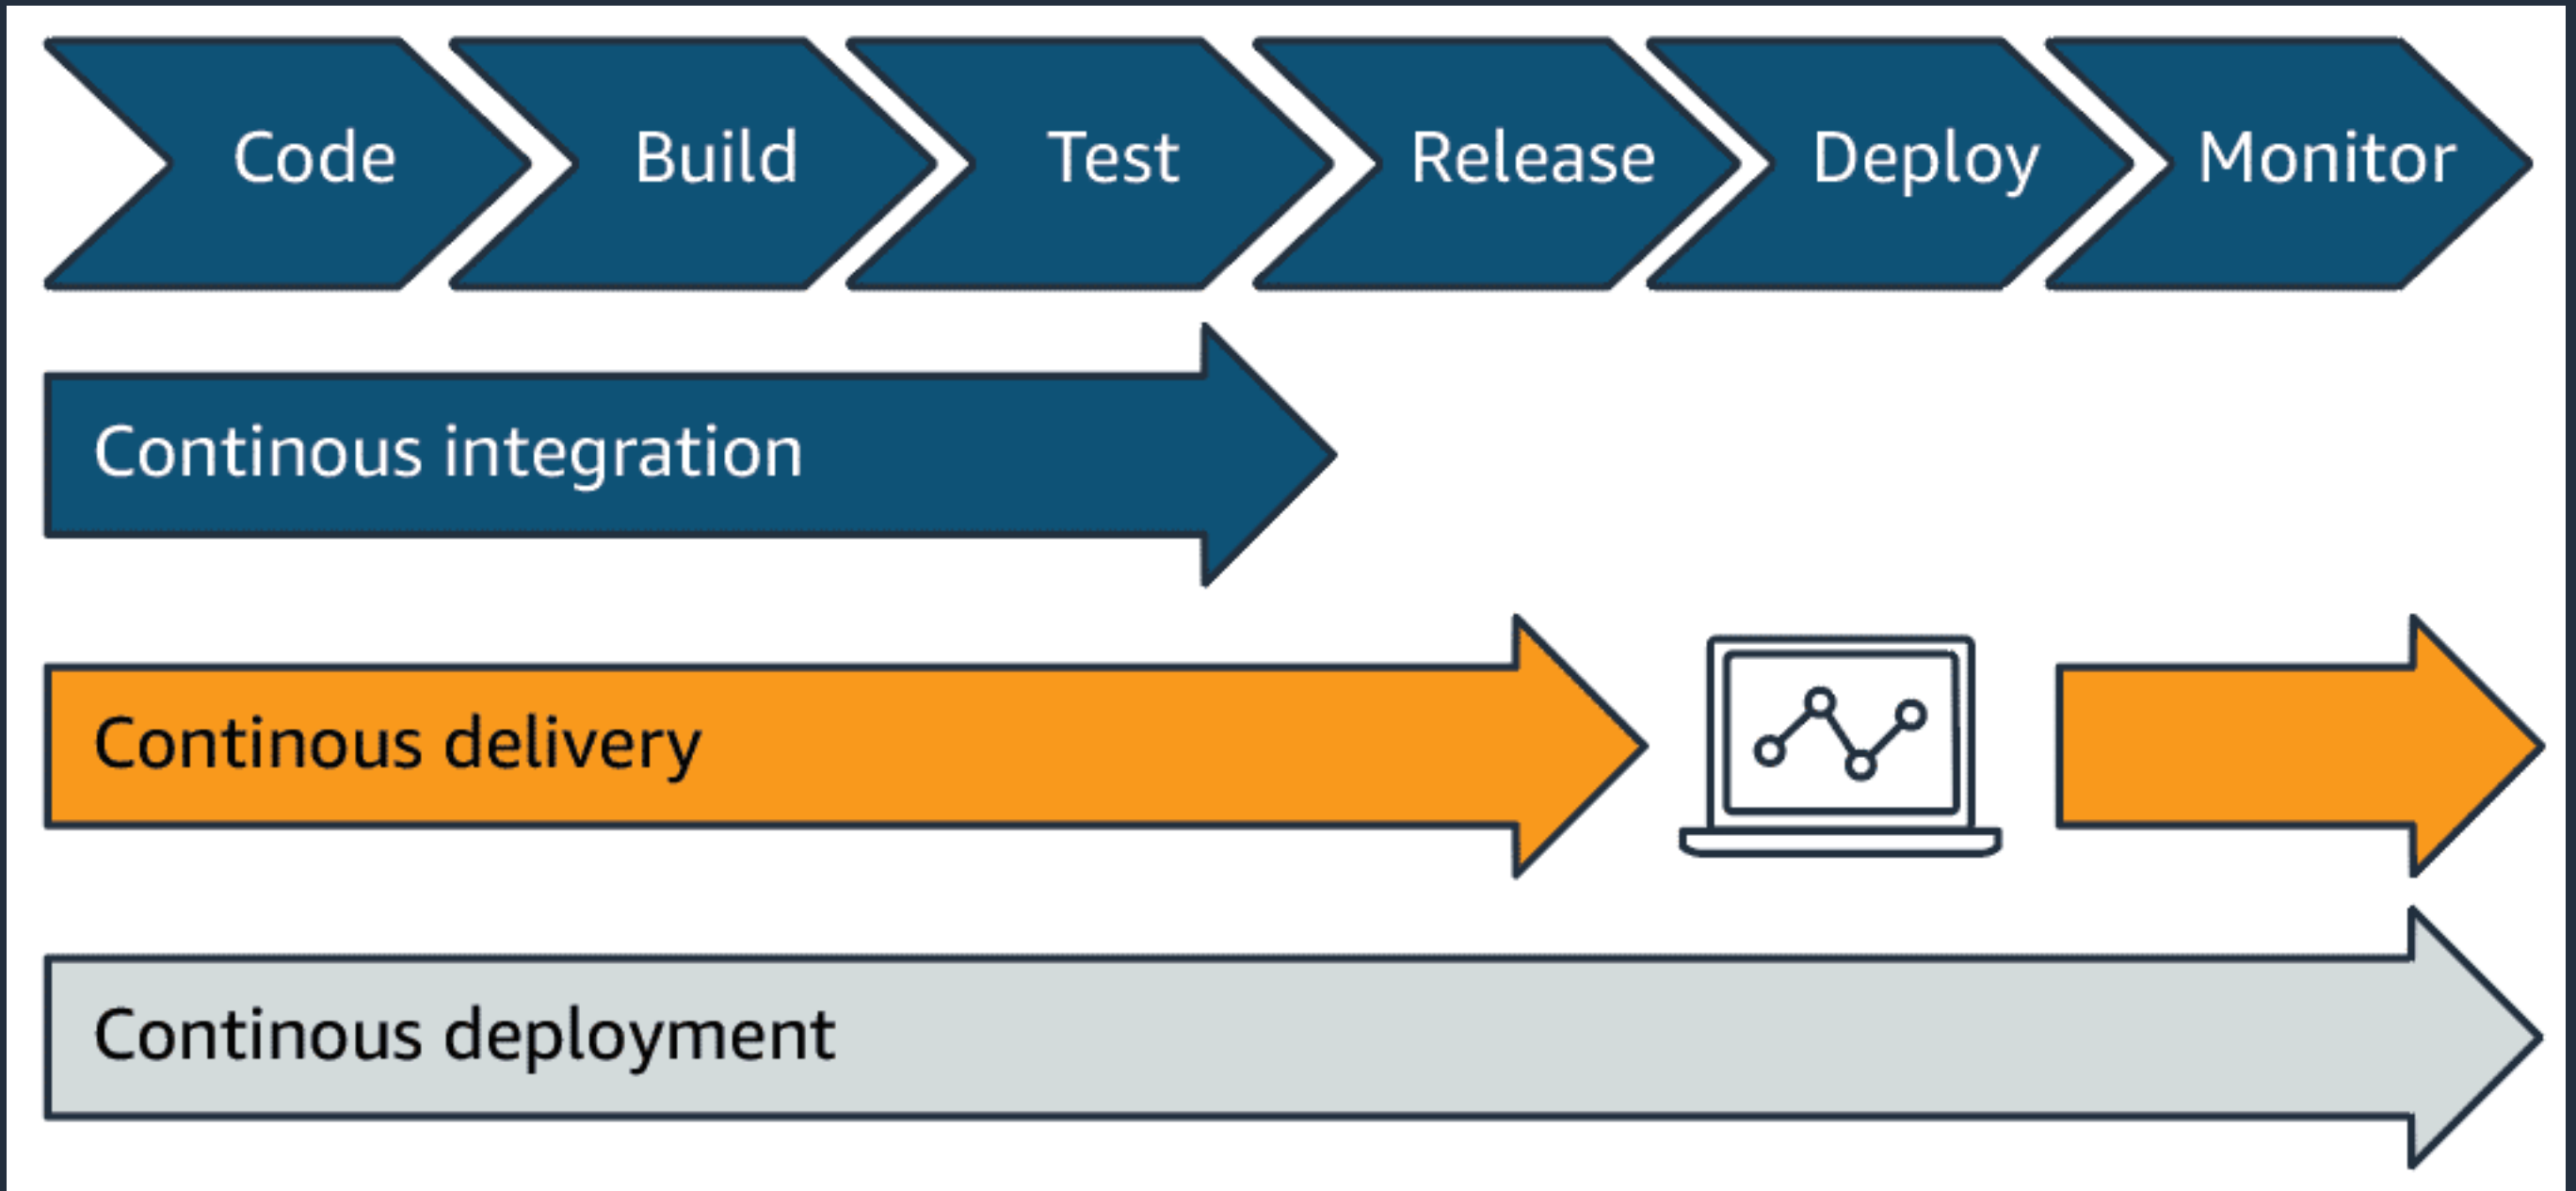 Code
Build
Test
Release
Deploy
Monitor
Continous integration
Continous delivery
Continous deployment